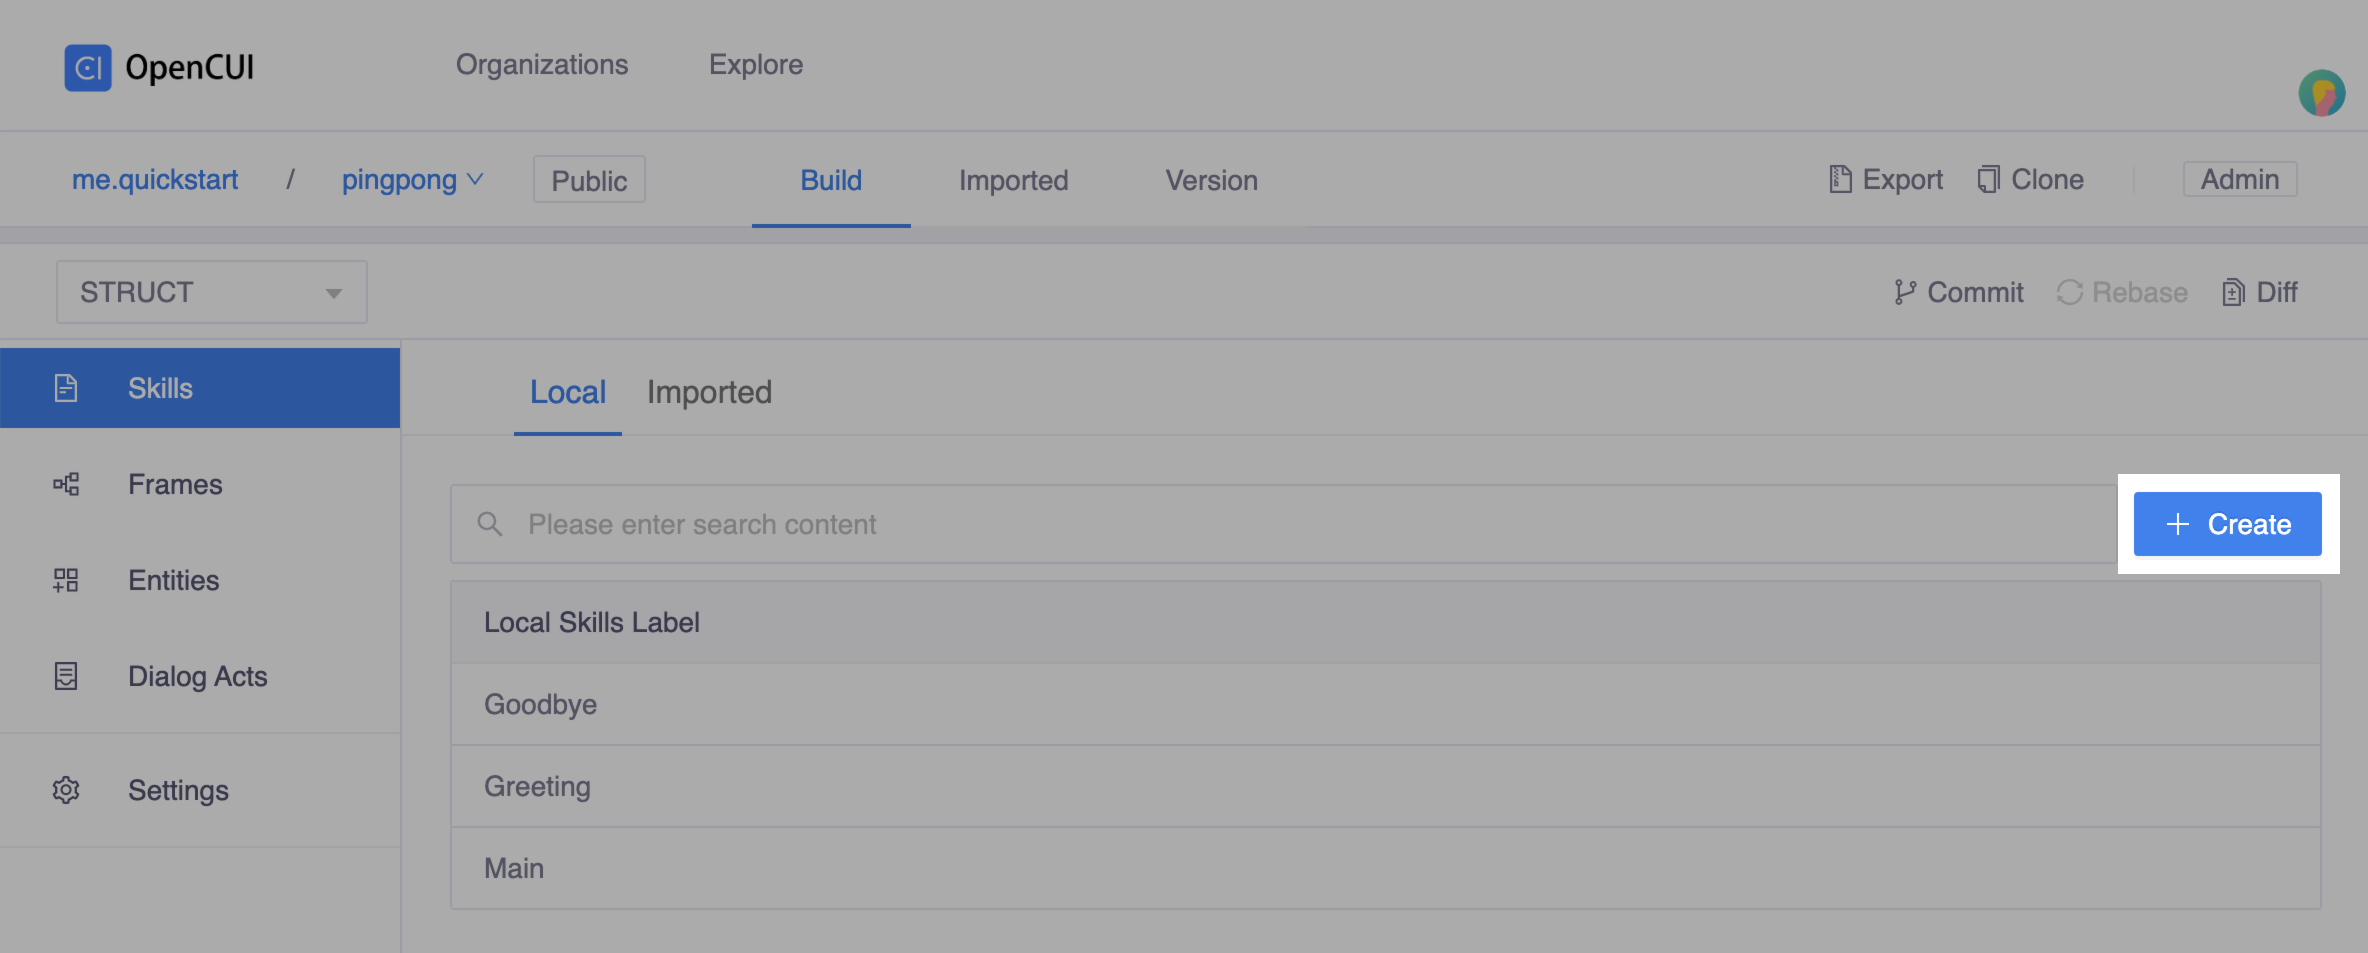 OpenCUI
Organizations Explore
me.quickstart / pingpong Public Build Imported Version Export Clone Admin
STRUCT Commit Rebase Diff
Skills
Frames
Entities
Dialog Acts
Settings
Local Imported
Please enter search content
+ Create
Local Skills Label
Goodbye
Greeting
Main